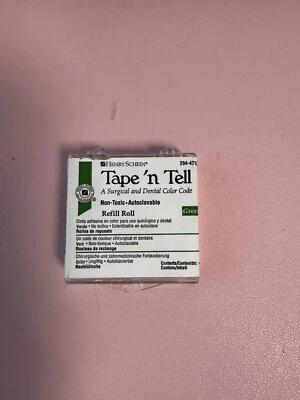 HENRY SCHEIN®
294-471
Tape 'n Tell
A Surgical and Dental Color Code
Non-Toxic • Autoclavable
Refill Roll
Green
Cinta adhesiva en color para uso quirúrgico y dental
Verde • No tóxica • Esterilizable en autoclave
Rollos de repuesto
Un code de couleur chirurgical et dentaire
Vert • Non-toxique • Autoclavable
Rouleau de rechange
Chirurgische und zahnmedizinische Farbkodierung
Grün • Ungiftig • Autoklavierbar
Nachfüllrolle
Contents/Contenido:
Contenu/Inhalt